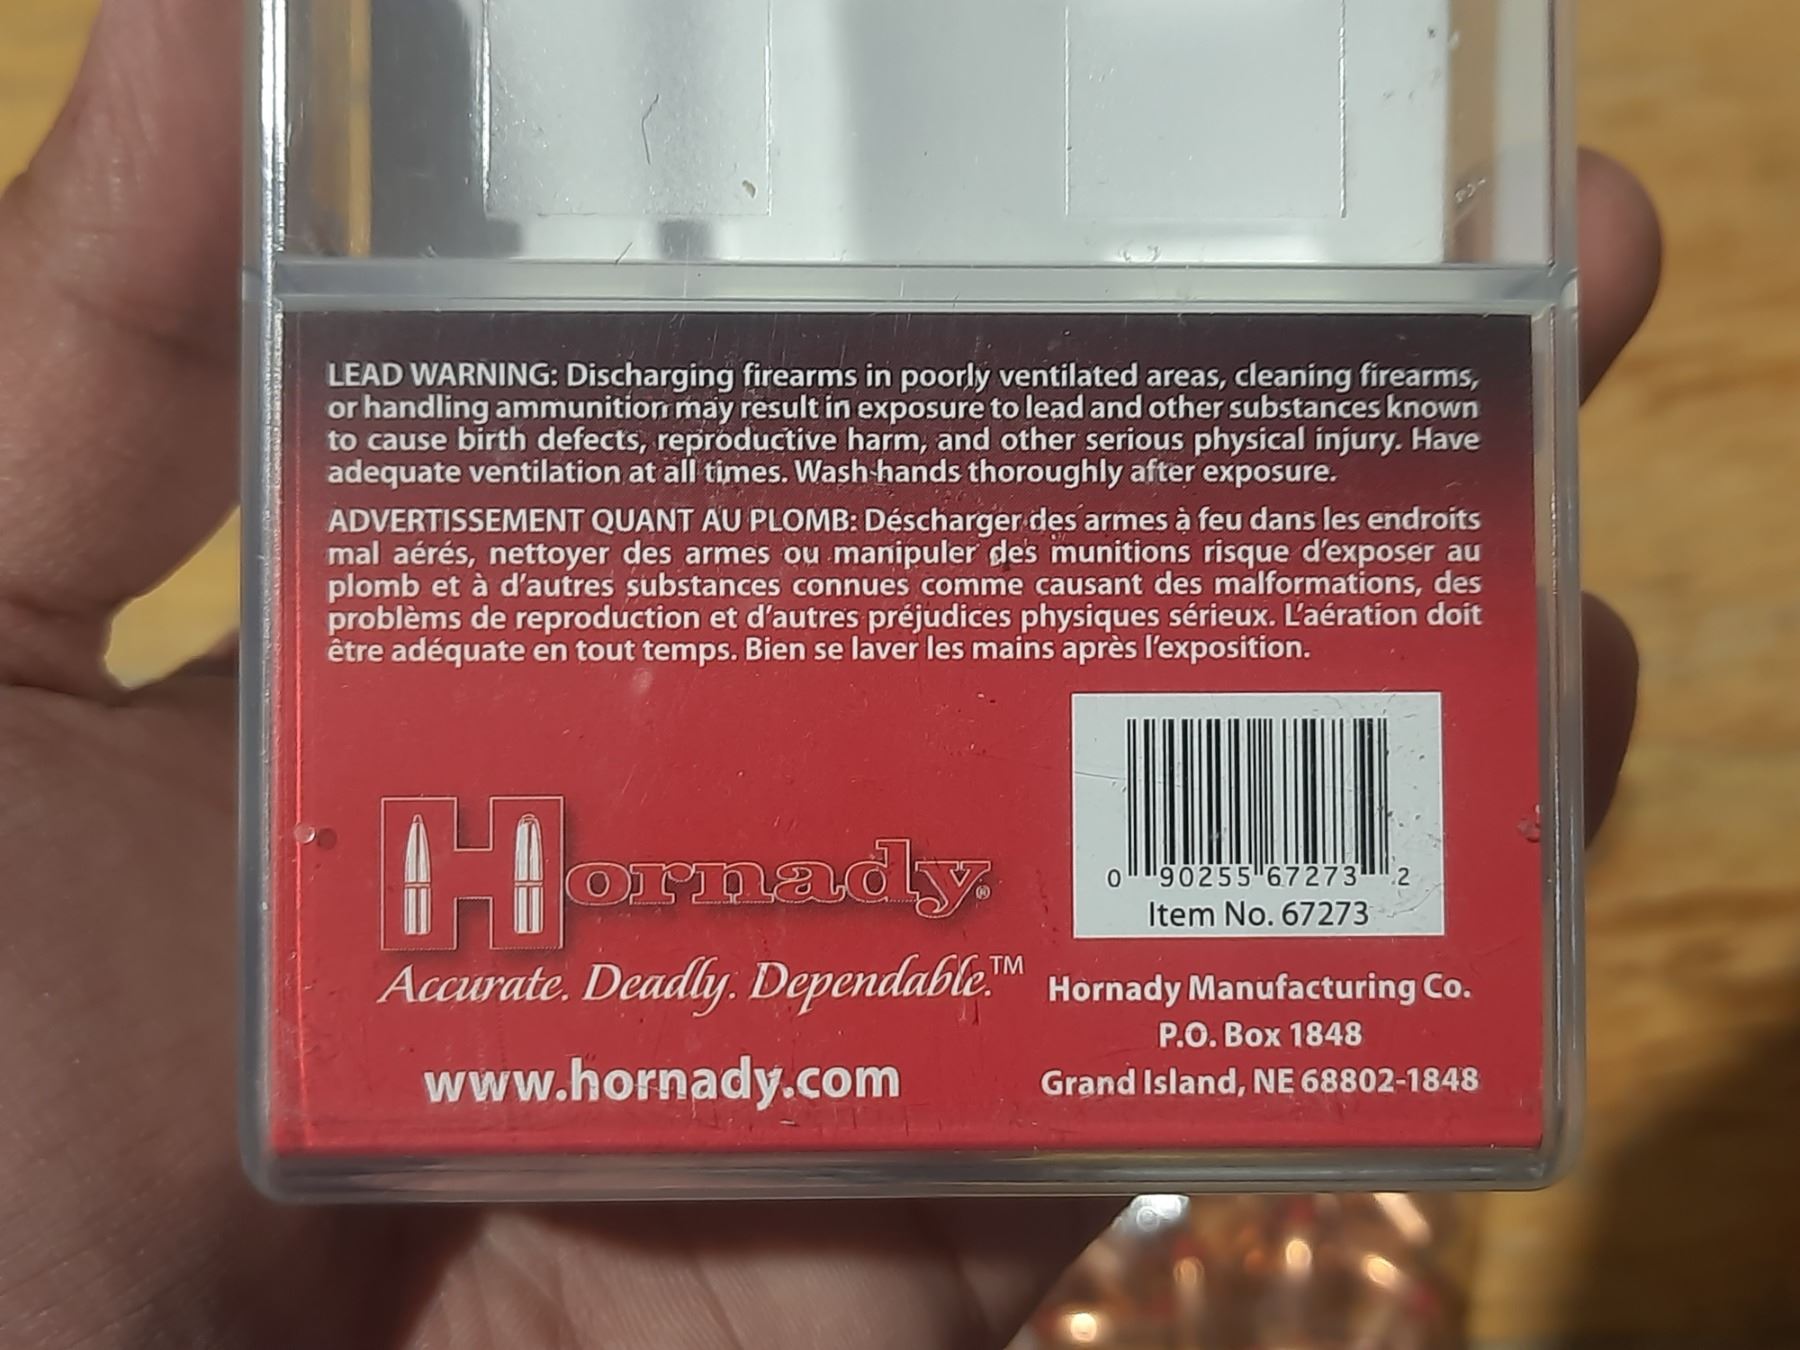 LEAD WARNING: Discharging firearms in poorly ventilated areas, cleaning firearms,
or handling ammunition may result in exposure to lead and other substances known
to cause birth defects, reproductive harm, and other serious physical injury. Have
adequate ventilation at all times. Wash hands thoroughly after exposure.
ADVERTISSEMENT QUANT AU PLOMB: Déscharger des armes à feu dans les endroits
mal aérés, nettoyer des armes ou manipuler des munitions risque d'exposer au
plomb et à d'autres substances connues comme causant des malformations, des
problèms de reproduction et d'autres préjudices physiques sérieux. L'aération doit
être adéquate en tout temps. Bien se laver les mains après l'exposition.
Hornady®
Accurate. Deadly. Dependable.™
www.hornady.com
0 90255 67273 2
Item No. 67273
Hornady Manufacturing Co.
P.O. Box 1848
Grand Island, NE 68802-1848